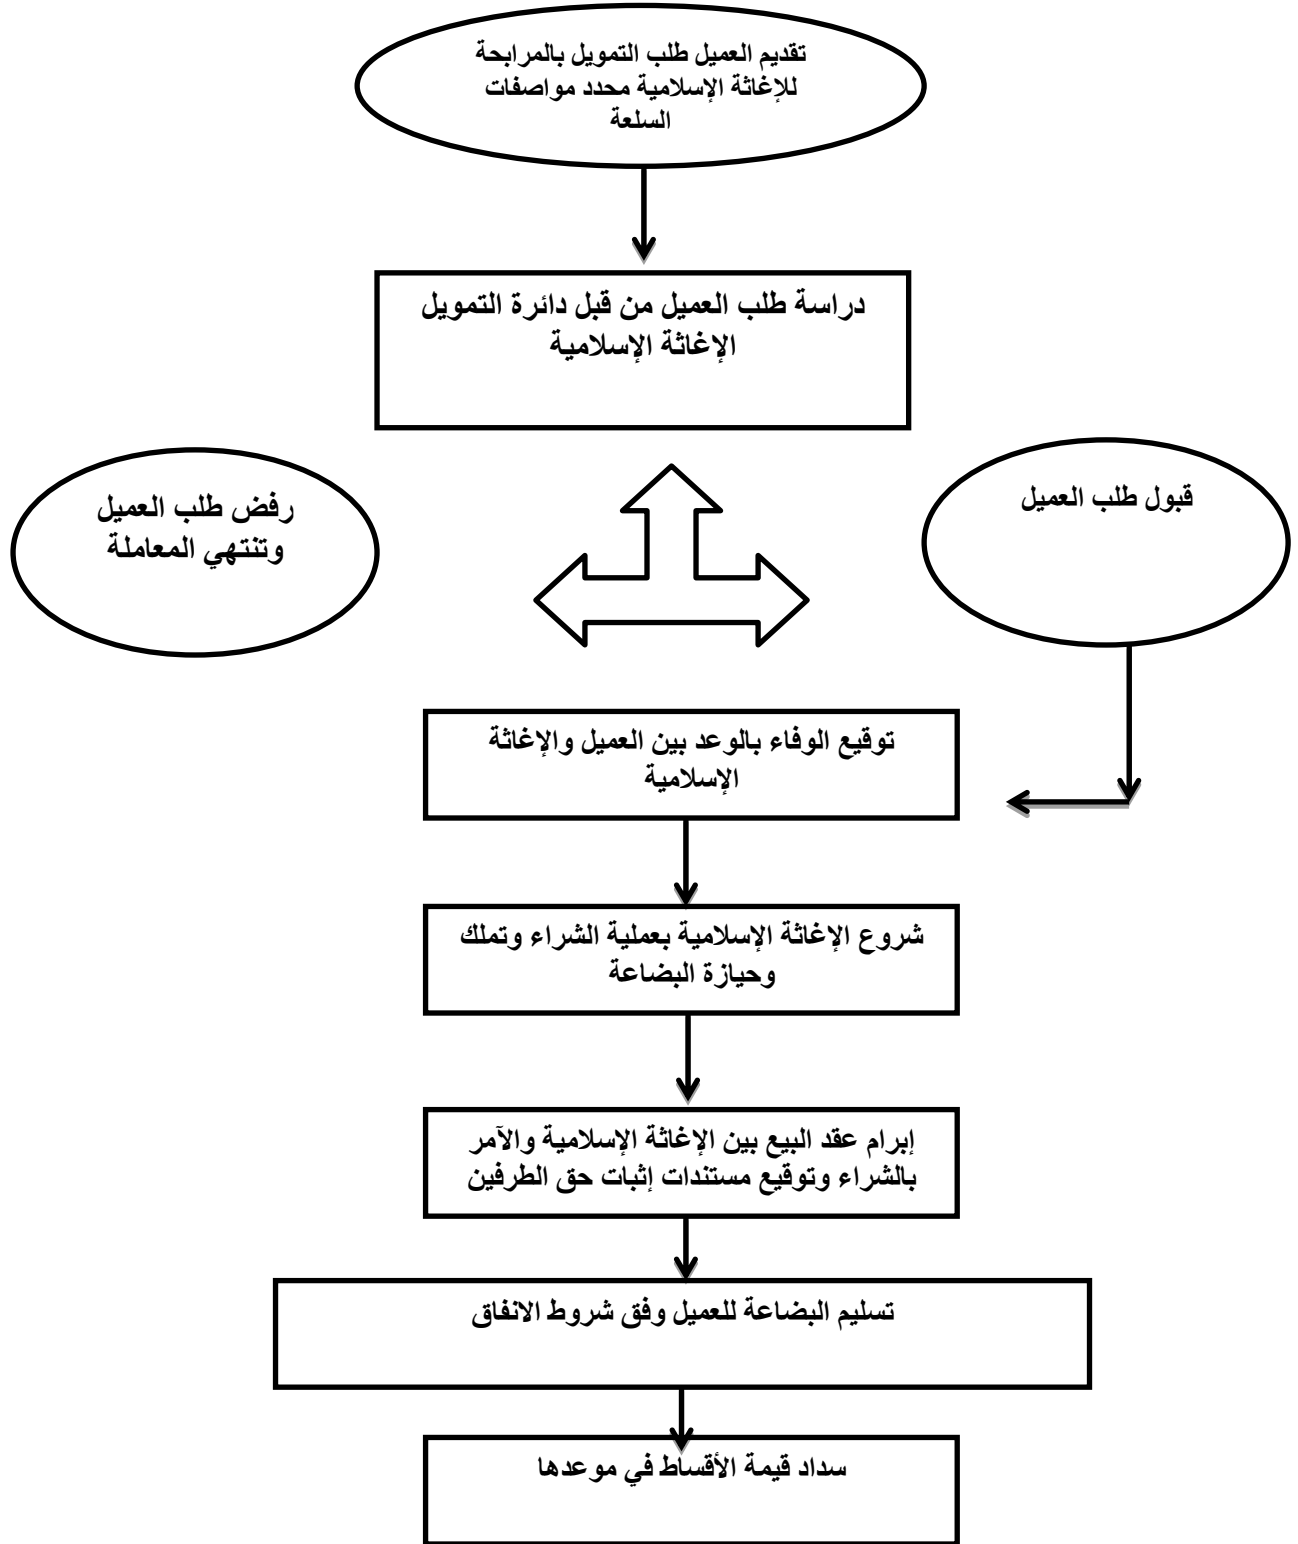 تقديم العميل طلب التمويل بالمرابحة
للإغاثة الإسلامية محدد مواصفات
السلعة
دراسة طلب العميل من قبل دائرة التمويل
الإغاثة الإسلامية
قبول طلب العميل
رفض طلب العميل
وتنتهي المعاملة
توقيع الوفاء بالوعد بين العميل والإغاثة
الإسلامية
شروع الإغاثة الإسلامية بعملية الشراء وتملك
وحيازة البضاعة
إبرام عقد البيع بين الإغاثة الإسلامية والآمر
بالشراء وتوقيع مستندات إثبات حق الطرفين
تسليم البضاعة للعميل وفق شروط الانفاق
سداد قيمة الأقساط في موعدها